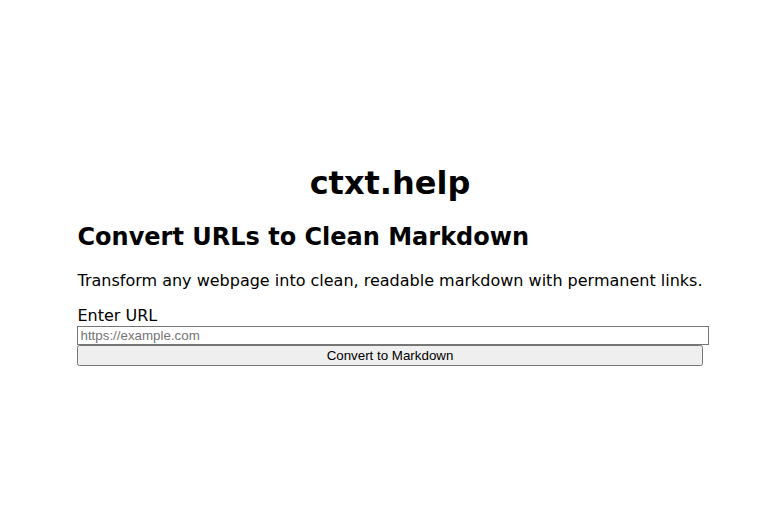 ctxt.help
Convert URLs to Clean Markdown
Transform any webpage into clean, readable markdown with permanent links.
Enter URL
https://example.com
Convert to Markdown